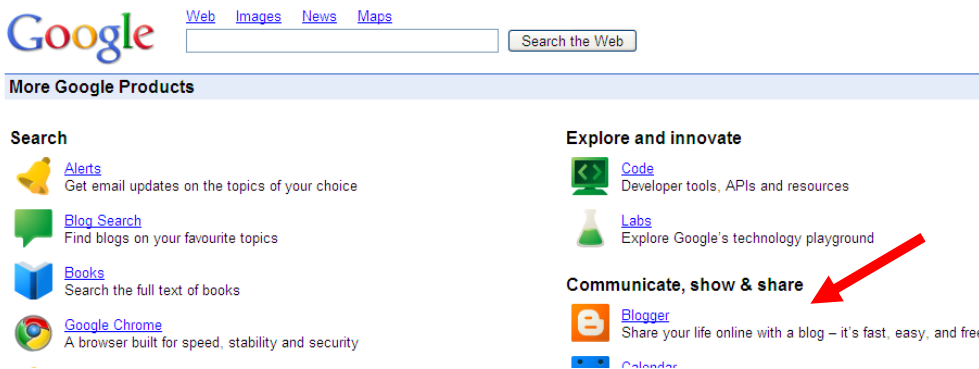 Google
Web Images News Maps
Search the Web
More Google Products
Search
Alerts
Get email updates on the topics of your choice
Blog Search
Find blogs on your favourite topics
Books
Search the full text of books
Google Chrome
A browser built for speed, stability and security
Explore and innovate
Code
Developer tools, APIs and resources
Labs
Explore Google's technology playground
Communicate, show & share
Blogger
Share your life online with a blog – it's fast, easy, and free
Calendar